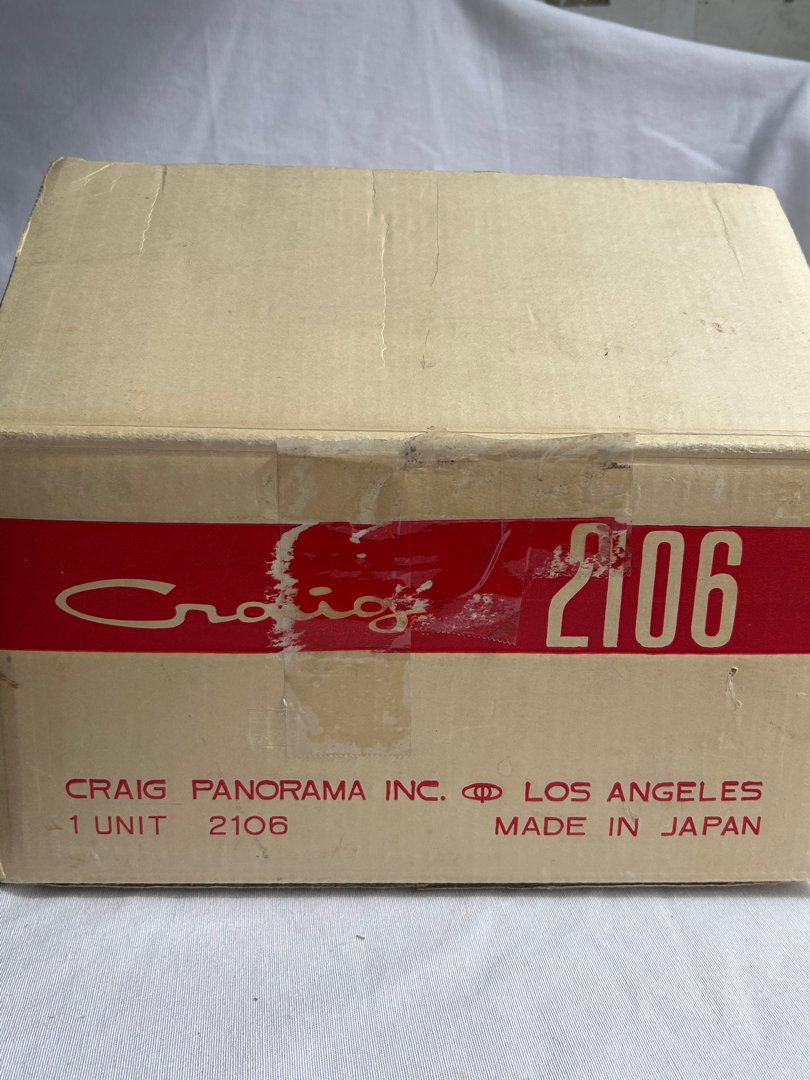 Craig 2106
CRAIG PANORAMA INC. LOS ANGELES
1 UNIT 2106 MADE IN JAPAN